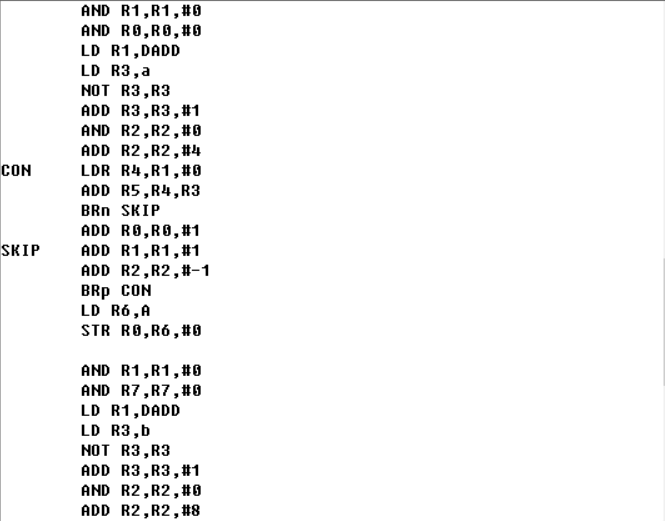 AND R1,R1,#0
AND R0,R0,#0
LD R1,DADD
LD R3,a
NOT R3,R3
ADD R3,R3,#1
AND R2,R2,#0
ADD R2,R2,#4
CON LDR R4,R1,#0
ADD R5,R4,R3
BRn SKIP
ADD R0,R0,#1
SKIP ADD R1,R1,#1
ADD R2,R2,#-1
BRp CON
LD R6,A
STR R0,R6,#0
AND R1,R1,#0
AND R7,R7,#0
LD R1,DADD
LD R3,b
NOT R3,R3
ADD R3,R3,#1
AND R2,R2,#0
ADD R2,R2,#8